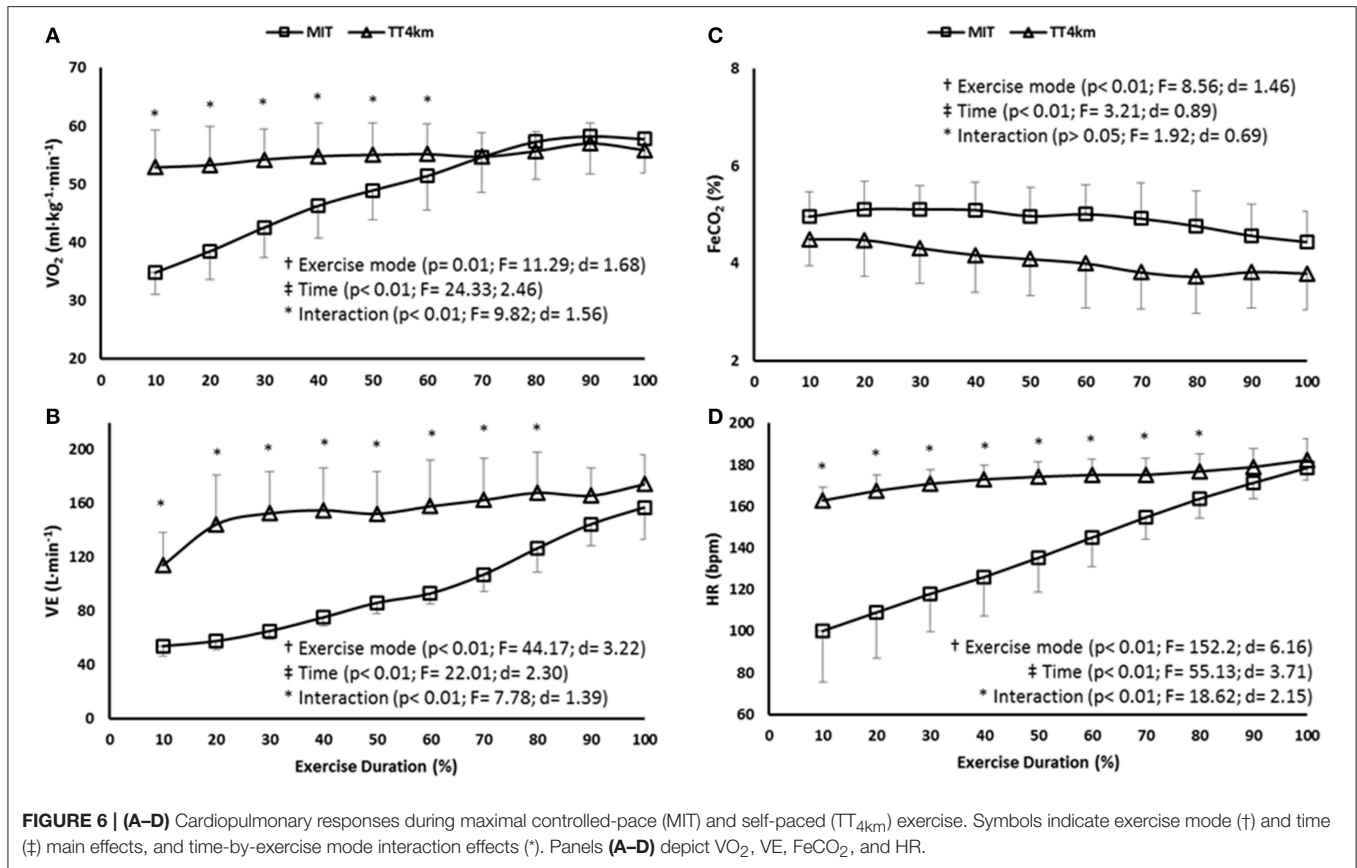 A
MIT TT4km
70
60
50
40
30
20
VO₂ (ml·kg⁻¹·min⁻¹)
* * * * * *
† Exercise mode (p= 0.01; F= 11.29; d= 1.68)
‡ Time (p< 0.01; F= 24.33; 2.46)
* Interaction (p< 0.01; F= 9.82; d= 1.56)
0 10 20 30 40 50 60 70 80 90 100
C
MIT TT4km
8
6
4
2
FeCO₂ (%)
† Exercise mode (p< 0.01; F= 8.56; d= 1.46)
‡ Time (p< 0.01; F= 3.21; d= 0.89)
* Interaction (p> 0.05; F= 1.92; d= 0.69)
0 10 20 30 40 50 60 70 80 90 100
B
200
160
120
80
40
0
VE (L·min⁻¹)
* * * * * * * *
† Exercise mode (p< 0.01; F= 44.17; d= 3.22)
‡ Time (p< 0.01; F= 22.01; d= 2.30)
* Interaction (p< 0.01; F= 7.78; d= 1.39)
0 10 20 30 40 50 60 70 80 90 100
Exercise Duration (%)
D
200
180
160
140
120
100
80
60
HR (bpm)
* * * * * * * *
† Exercise mode (p< 0.01; F= 152.2; d= 6.16)
‡ Time (p< 0.01; F= 55.13; d= 3.71)
* Interaction (p< 0.01; F= 18.62; d= 2.15)
0 10 20 30 40 50 60 70 80 90 100
Exercise Duration (%)
FIGURE 6 | (A–D) Cardiopulmonary responses during maximal controlled-pace (MIT) and self-paced (TT₄ₖₘ) exercise. Symbols indicate exercise mode (†) and time
(‡) main effects, and time-by-exercise mode interaction effects (*). Panels (A–D) depict VO₂, VE, FeCO₂, and HR.